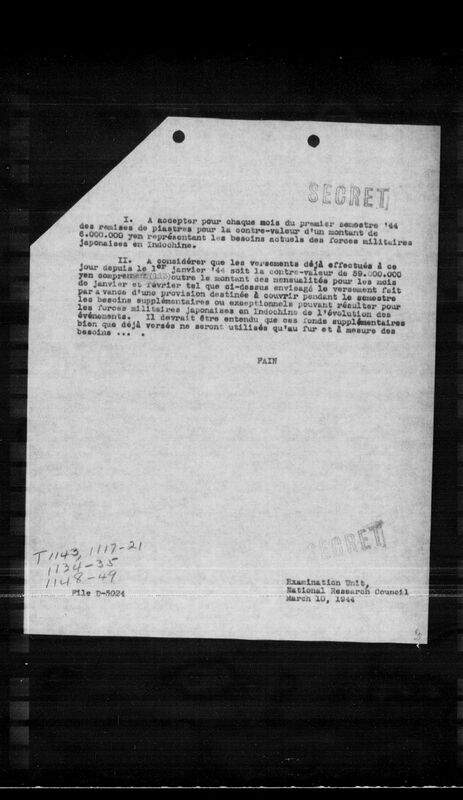 SECRET
I. A accepter pour chaque mois du premier semestre '44
des remises de piastres pour la contre-valeur d'un montant de
6.000.000 yen représentant les besoins actuels des forces militaires
japonaises en Indochine.
II. A considérer que les versements déjà effectués à ce
jour depuis le 1er janvier '44 soit la contre-valeur de 59.000.000
yen outre le montant des mensualités pour les mois
de janvier et février tel que ci-dessus envisagé le versement fait
par avance d'une provision destinée à couvrir pendant le semestre
les besoins supplémentaires ou exceptionnels pouvant résulter pour
les forces militaires japonaises en Indochine de l'évolution des
événements. Il devrait être entendu que ces fonds supplémentaires
bien que déjà versés ne seront utilisés qu'au fur et à mesure des
besoins ... .
FAIN
SECRET
T1143, 1117-21
1134-35
1148-49
File D-5024
Examination Unit,
National Research Council
March 10, 1944